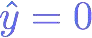 ŷ = 0